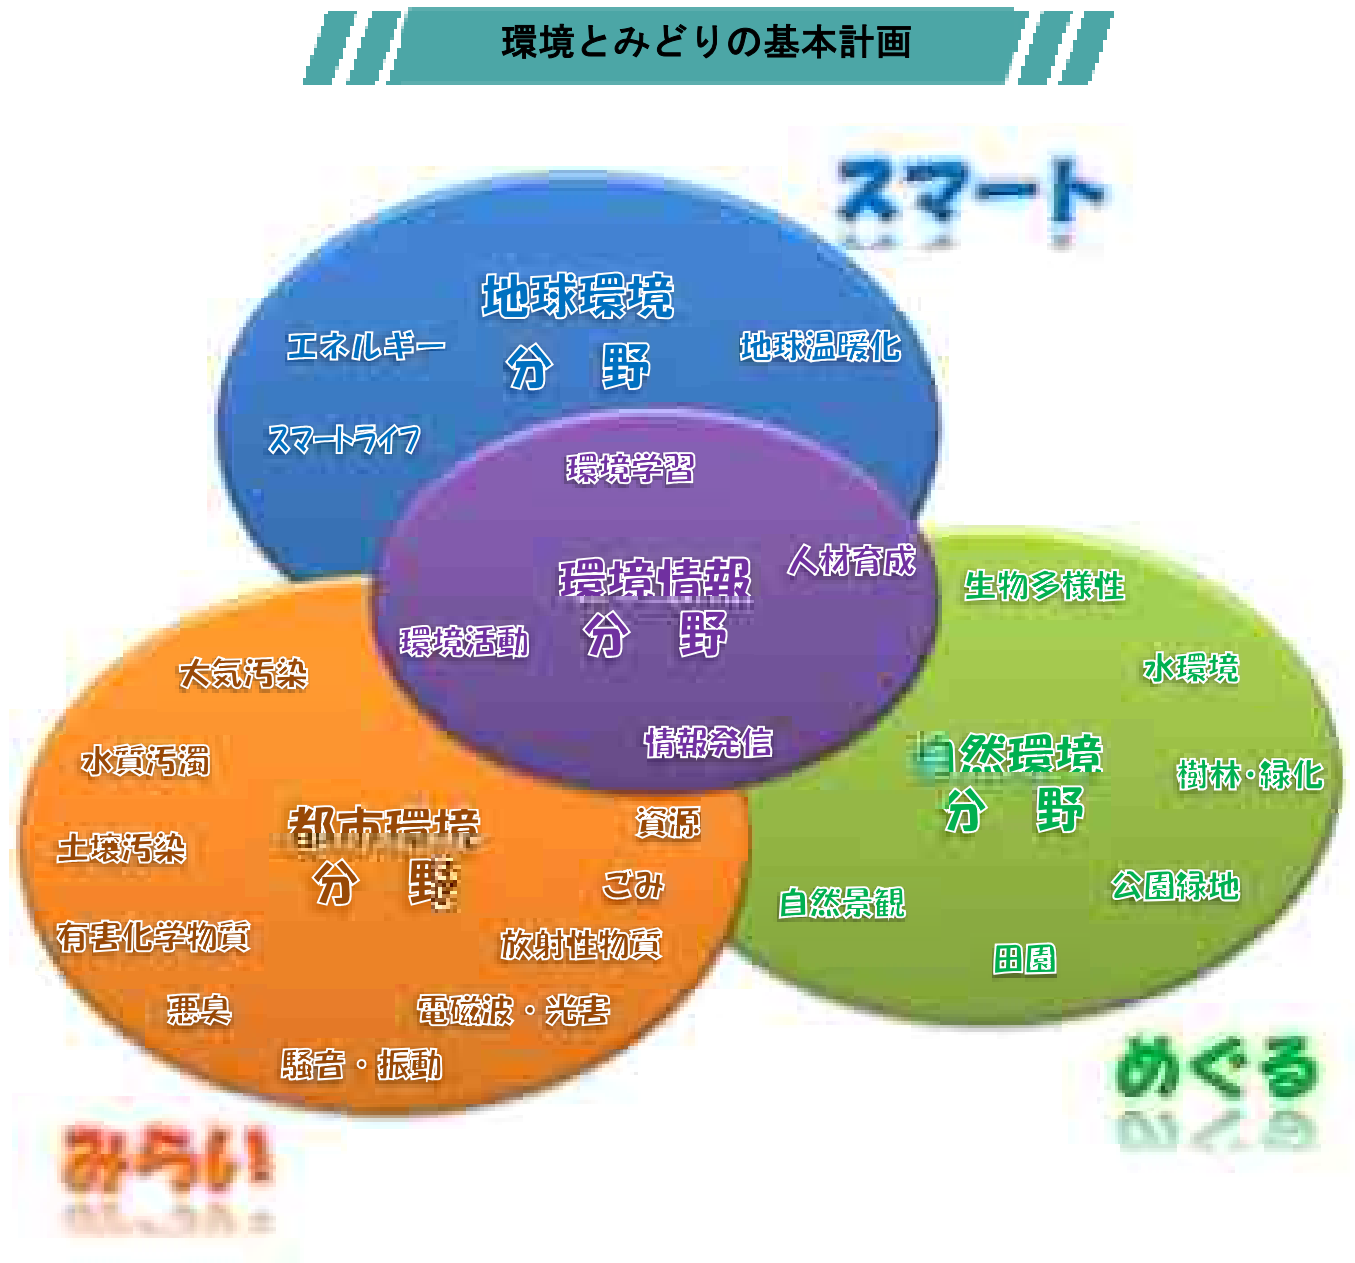 環境とみどりの基本計画
スマート
地球環境
分　野
エネルギー
地球温暖化
スマートライフ
環境学習
環境情報
分　野
人材育成
環境活動
情報発信
生物多様性
水環境
自然環境
分　野
樹林・緑化
公園緑地
自然景観
田園
めぐる
大気汚染
水質汚濁
都市環境
分　野
土壌汚染
資源
ごみ
有害化学物質
放射性物質
悪臭
電磁波・光害
騒音・振動
みらい